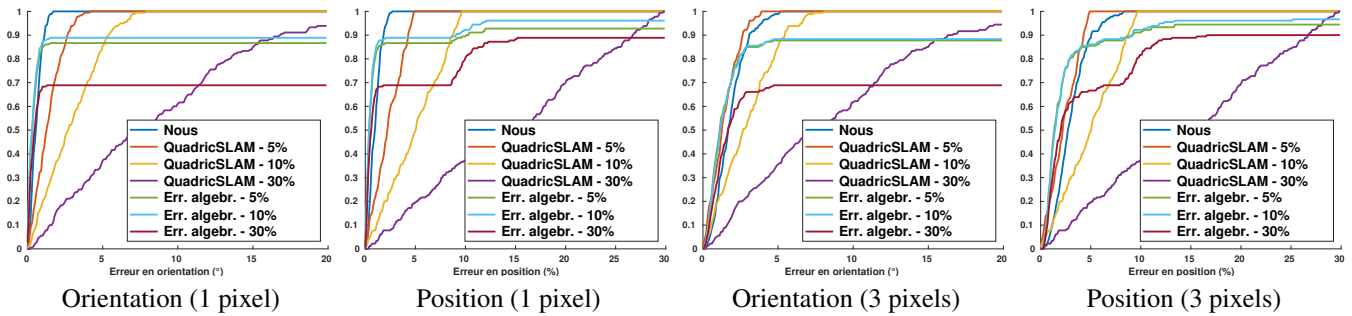 1
0.9
0.8
0.7
0.6
0.5
0.4
0.3
0.2
0.1
0
Nous
QuadricSLAM - 5%
QuadricSLAM - 10%
QuadricSLAM - 30%
Err. algebr. - 5%
Err. algebr. - 10%
Err. algebr. - 30%
0 5 10 15 20
Erreur en orientation (°)
Orientation (1 pixel)
1
0.9
0.8
0.7
0.6
0.5
0.4
0.3
0.2
0.1
0
Nous
QuadricSLAM - 5%
QuadricSLAM - 10%
QuadricSLAM - 30%
Err. algebr. - 5%
Err. algebr. - 10%
Err. algebr. - 30%
0 5 10 15 20 25 30
Erreur en position (%)
Position (1 pixel)
1
0.9
0.8
0.7
0.6
0.5
0.4
0.3
0.2
0.1
0
Nous
QuadricSLAM - 5%
QuadricSLAM - 10%
QuadricSLAM - 30%
Err. algebr. - 5%
Err. algebr. - 10%
Err. algebr. - 30%
0 5 10 15 20
Erreur en orientation (°)
Orientation (3 pixels)
1
0.9
0.8
0.7
0.6
0.5
0.4
0.3
0.2
0.1
0
Nous
QuadricSLAM - 5%
QuadricSLAM - 10%
QuadricSLAM - 30%
Err. algebr. - 5%
Err. algebr. - 10%
Err. algebr. - 30%
0 5 10 15 20 25 30
Erreur en position (%)
Position (3 pixels)